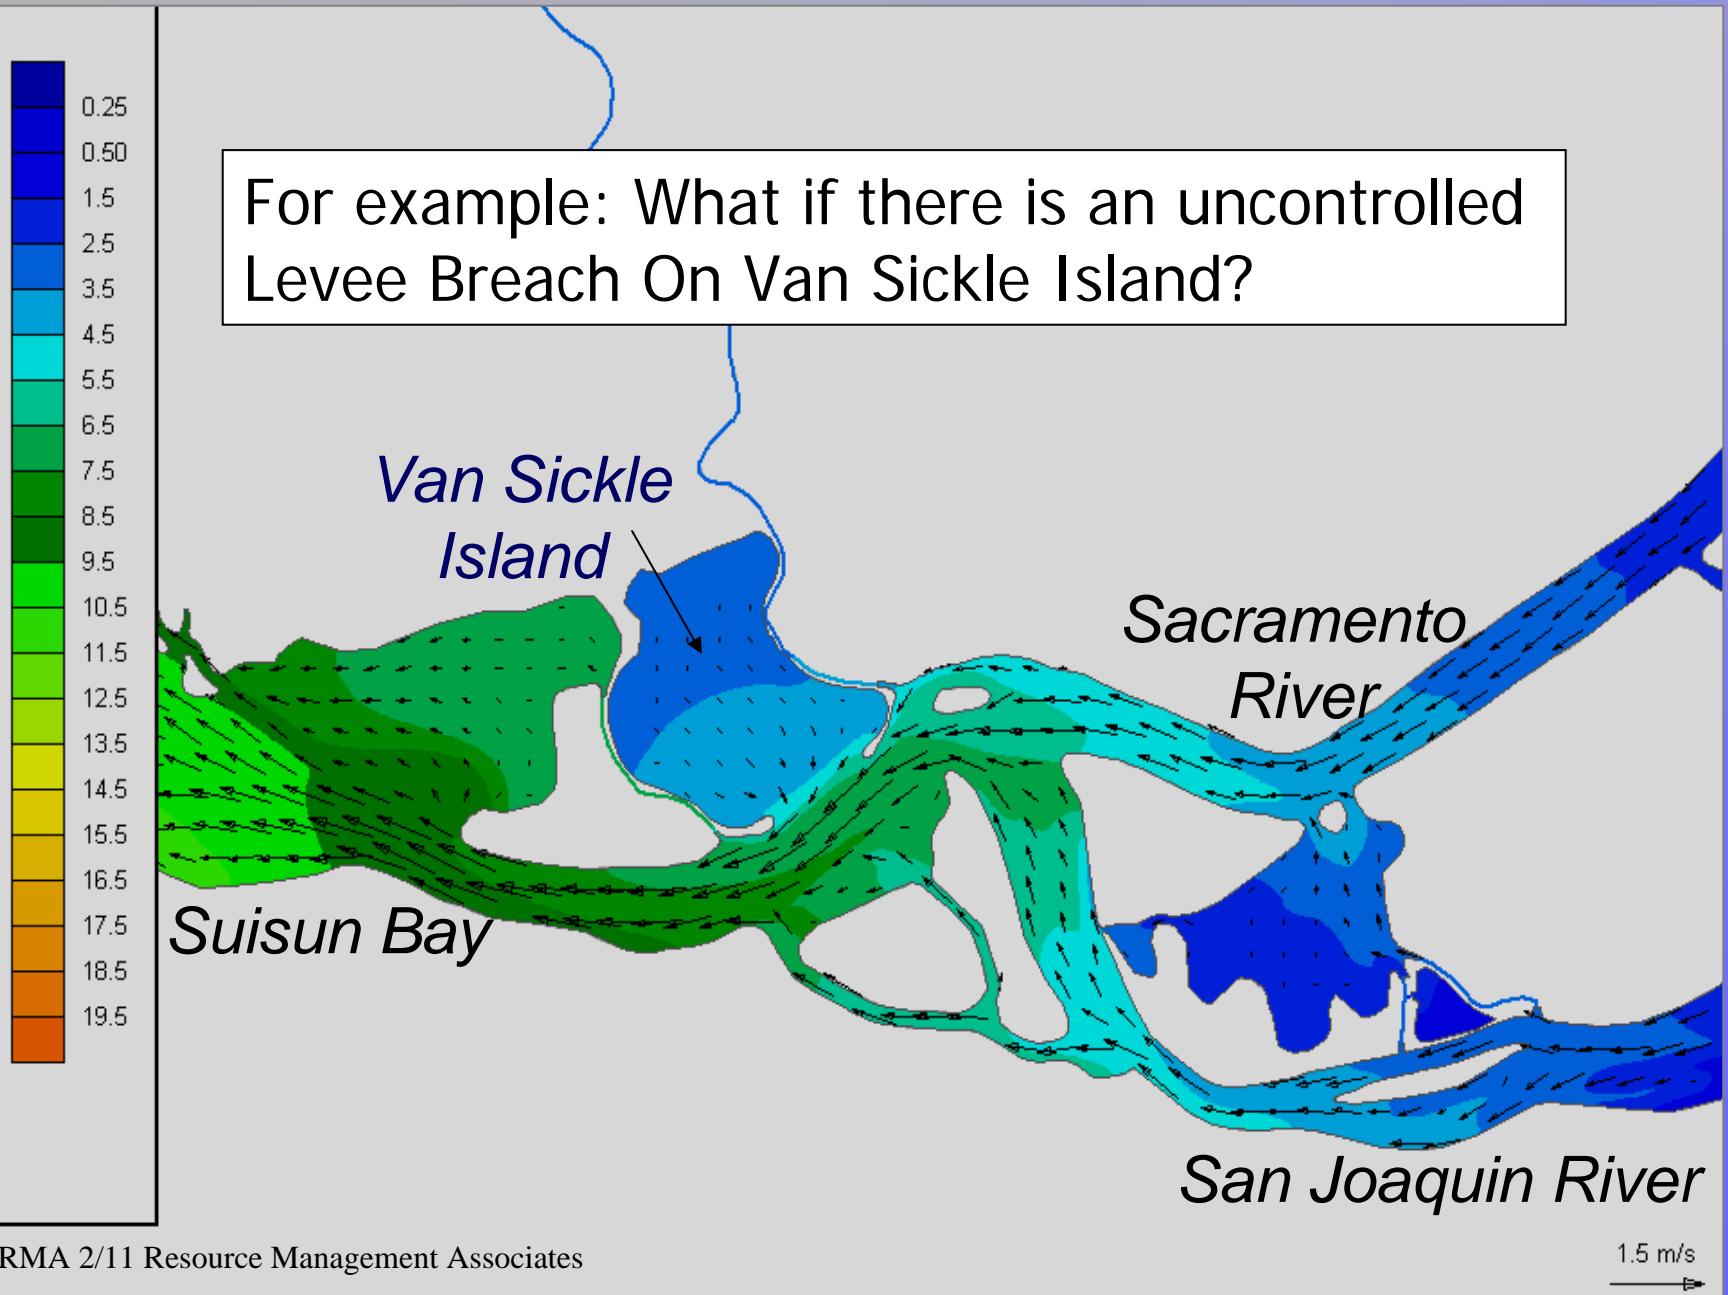 For example: What if there is an uncontrolled
Levee Breach On Van Sickle Island?
0.25
0.50
1.5
2.5
3.5
4.5
5.5
6.5
7.5
8.5
9.5
10.5
11.5
12.5
13.5
14.5
15.5
16.5
17.5
18.5
19.5
Van Sickle
Island
Sacramento
River
Suisun Bay
San Joaquin River
RMA 2/11 Resource Management Associates
1.5 m/s